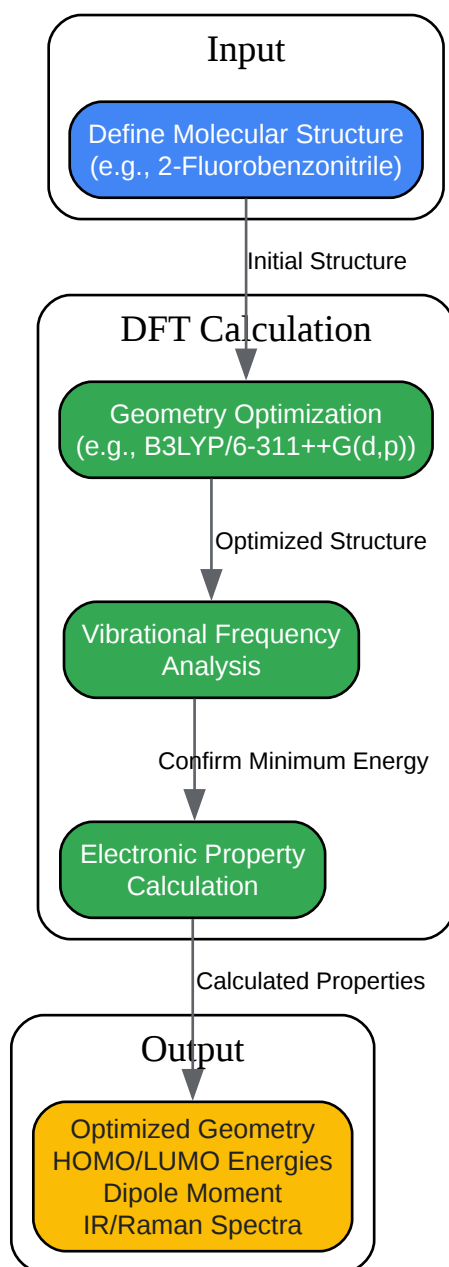 Input
Define Molecular Structure
(e.g., 2-Fluorobenzonitrile)
Initial Structure
DFT Calculation
Geometry Optimization
(e.g., B3LYP/6-311++G(d,p))
Optimized Structure
Vibrational Frequency
Analysis
Confirm Minimum Energy
Electronic Property
Calculation
Calculated Properties
Output
Optimized Geometry
HOMO/LUMO Energies
Dipole Moment
IR/Raman Spectra